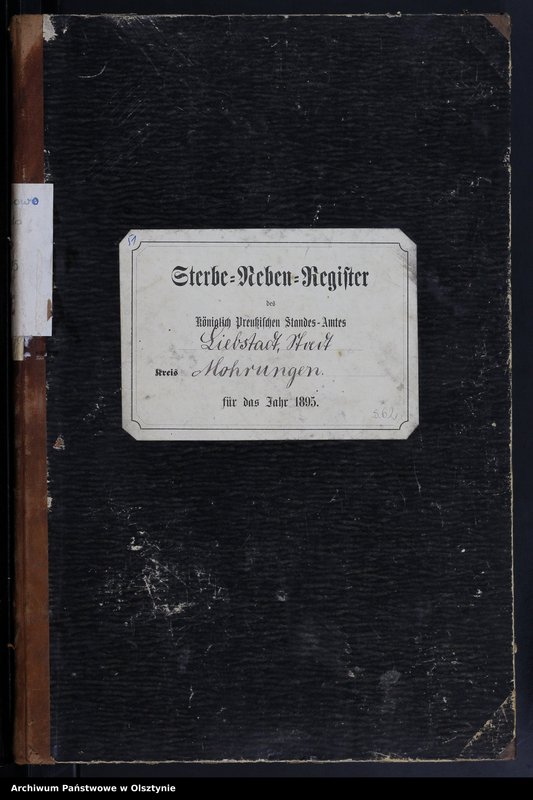 Sterbe=Neben=Register
des
Königlich Preußischen Standes-Amtes
Liebstadt, Stadt
Kreis Mohrungen.
für das Jahr 1895.
Archiwum Państwowe w Olsztynie